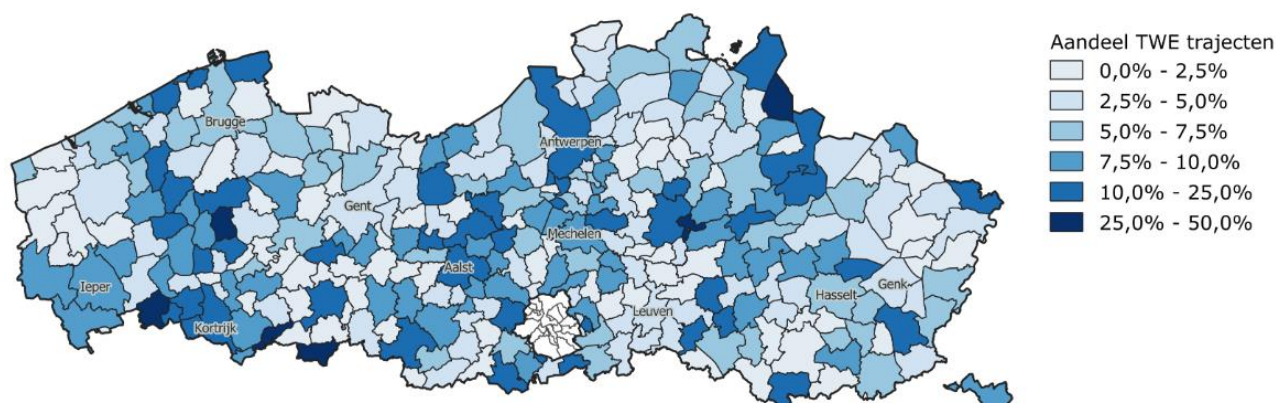 Aandeel TWE trajecten
0,0% - 2,5%
2,5% - 5,0%
5,0% - 7,5%
7,5% - 10,0%
10,0% - 25,0%
25,0% - 50,0%
Brugge
Antwerpen
Gent
Mechelen
Aalst
Ieper
Hasselt
Genk
Leuven
Kortrijk